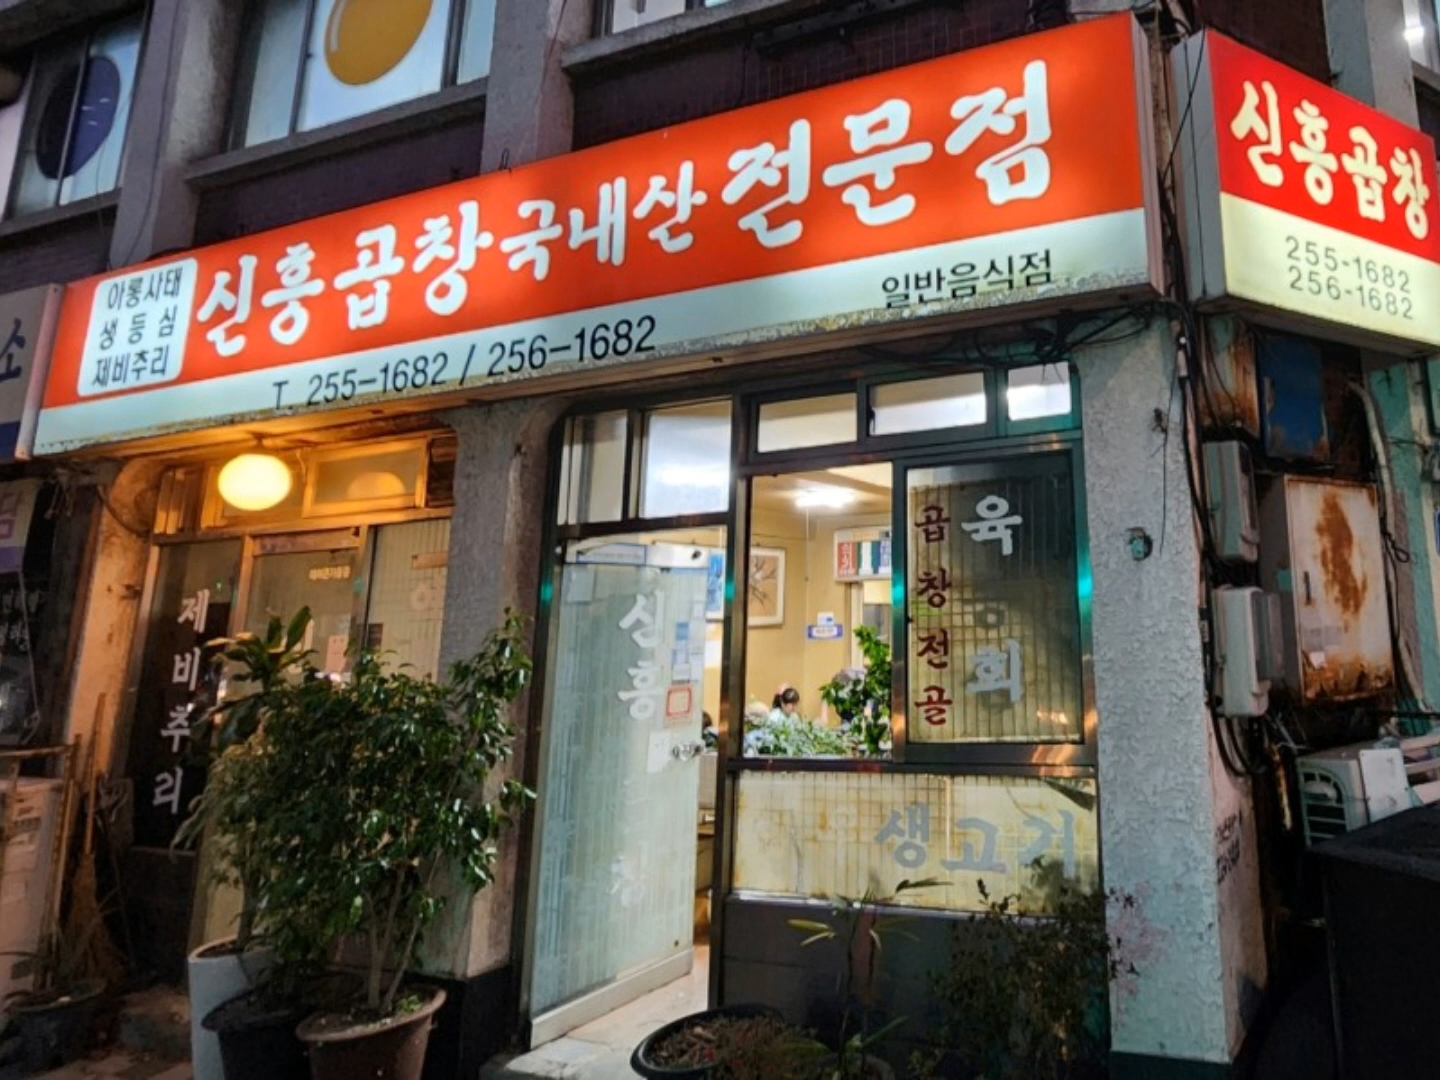 아롱사태
생등심
제비추리
신흥곱창 국내산 전문점
일반음식점
T. 255-1682 / 256-1682
신흥곱창
255-1682
256-1682
제비추리
신흥
창
곱창전골
육회
생고기